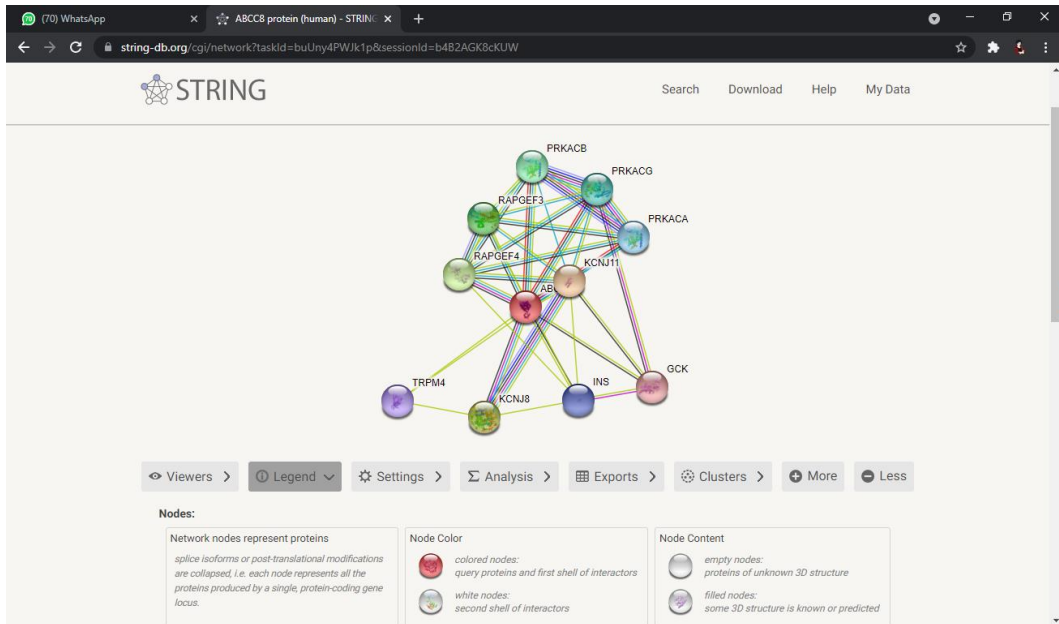 (70) WhatsApp
ABCC8 protein (human) - STRING
string-db.org/cgi/network?taskId=buUny4PWJk1p&sessionId=b4B2AGK8cKUW
STRING
Search Download Help My Data
PRKACB
PRKACG
RAPGEF3
PRKACA
RAPGEF4
KCNJ11
AB
GCK
TRPM4
INS
KCNJ8
Viewers
Legend
Settings
Analysis
Exports
Clusters
More
Less
Nodes:
Network nodes represent proteins
splice isoforms or post-translational modifications
are collapsed, i.e. each node represents all the
proteins produced by a single, protein-coding gene
locus.
Node Color
colored nodes:
query proteins and first shell of interactors
white nodes:
second shell of interactors
Node Content
empty nodes:
proteins of unknown 3D structure
filled nodes:
some 3D structure is known or predicted